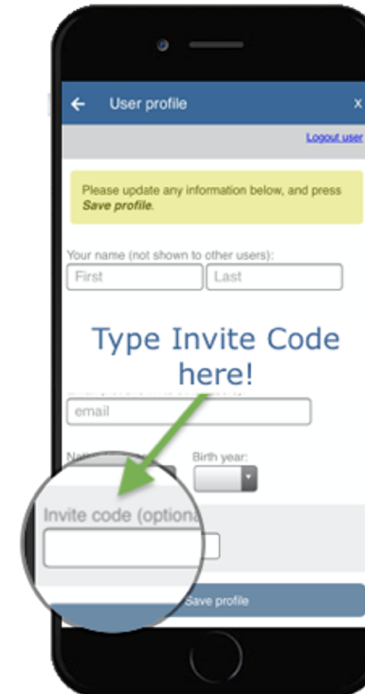 User profile
x
Logout user
Please update any information below, and press
Save profile.
Your name (not shown to other users):
First
Last
Type Invite Code
here!
email
Birth year:
Invite code (optiona
Save profile